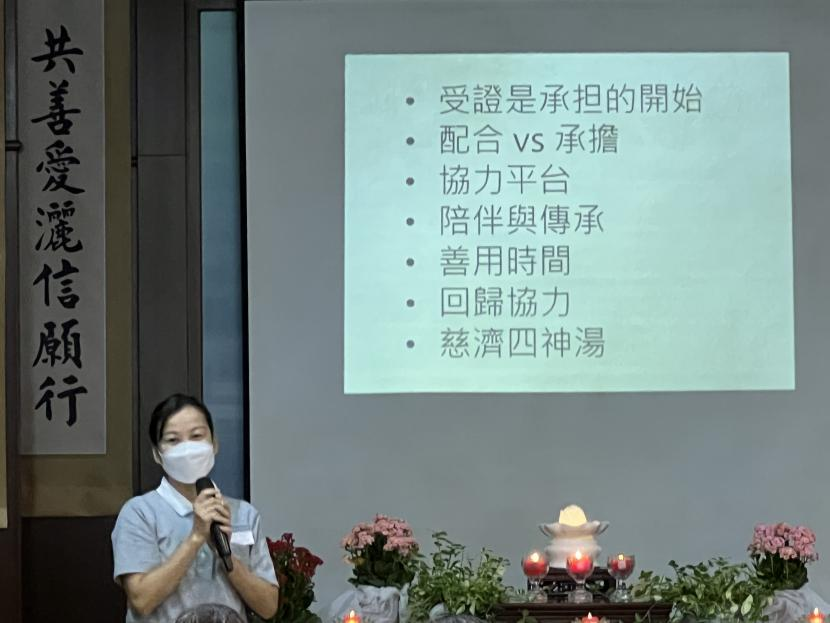 共善愛灑信願行
• 受證是承担的開始
• 配合 vs 承擔
• 協力平台
• 陪伴與傳承
• 善用時間
• 回歸協力
• 慈濟四神湯